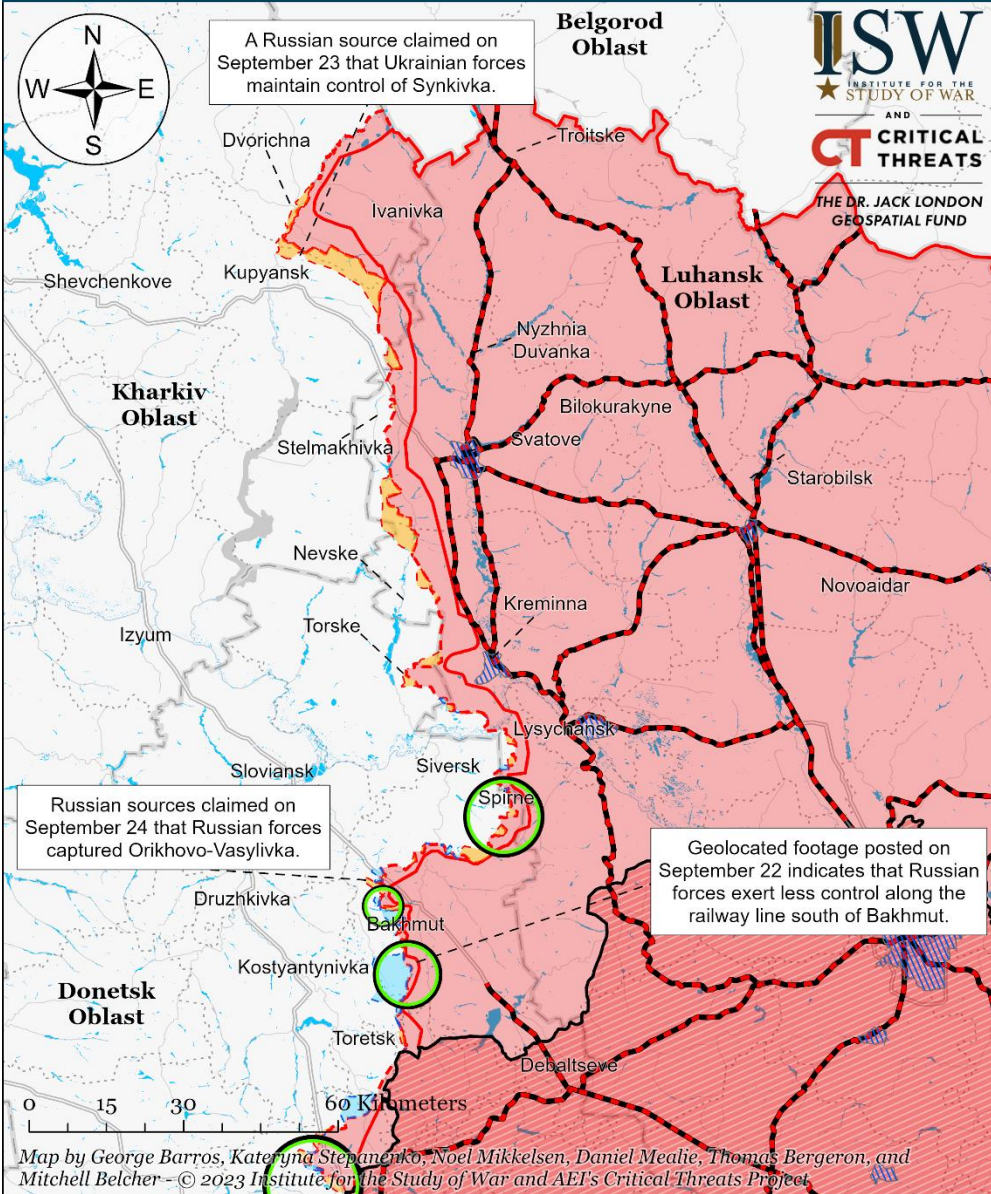 N
W
E
S
A Russian source claimed on
September 23 that Ukrainian forces
maintain control of Synkivka.
Belgorod
Oblast
ISW
INSTITUTE FOR THE
STUDY OF WAR
AND
CT CRITICAL
THREATS
THE DR. JACK LONDON
GEOSPATIAL FUND
Dvorichna
Troitske
Ivanivka
Kupyansk
Shevchenkove
Luhansk
Oblast
Nyzhnia
Duvanka
Kharkiv
Oblast
Bilokurakyne
Stelmakhivka
Svatove
Starobilsk
Nevske
Novoaidar
Kreminna
Torske
Izyum
Lysychansk
Siversk
Sloviansk
Spirne
Russian sources claimed on
September 24 that Russian forces
captured Orikhovo-Vasylivka.
Geolocated footage posted on
September 22 indicates that Russian
forces exert less control along the
railway line south of Bakhmut.
Druzhkivka
Bakhmut
Kostyantynivka
Donetsk
Oblast
Toretsk
Debaltseve
0 15 30 60 Kilometers
Map by George Barros, Kateryna Stepanenko, Noel Mikkelsen, Daniel Mealie, Thomas Bergeron, and
Mitchell Belcher - © 2023 Institute for the Study of War and AEI's Critical Threats Project